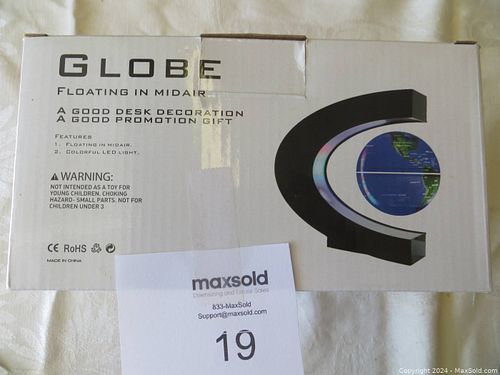 GLOBE
FLOATING IN MIDAIR
A GOOD DESK DECORATION
A GOOD PROMOTION GIFT
FEATURES
1. FLOATING IN MIDAIR.
2. COLORFUL LED LIGHT.
WARNING:
NOT INTENDED AS A TOY FOR
YOUNG CHILDREN, CHOKING
HAZARD- SMALL PARTS. NOT FOR
CHILDREN UNDER 3
CE RoHS
MADE IN CHINA
maxsold
Downsizing and Estate Sales
833-MaxSold
Support@maxsold.com
19
Copyright 2024 - MaxSold.com